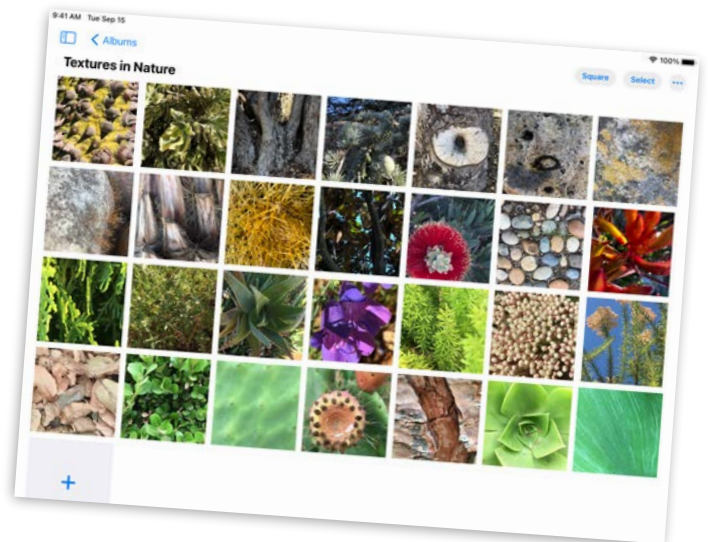 9:41 AM Tue Sep 15
100%
Albums
Textures in Nature
Square
Select